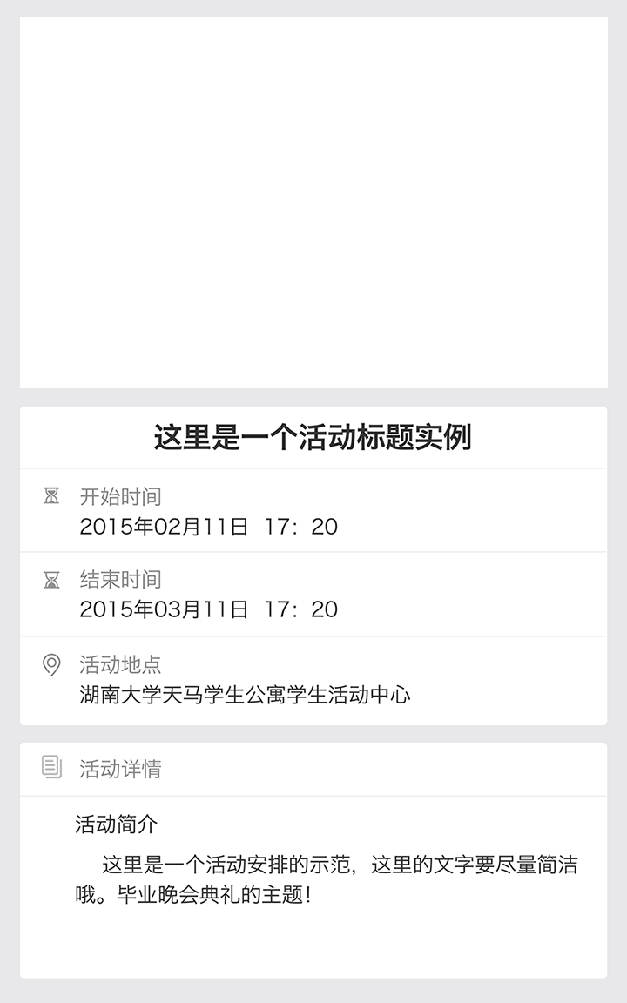 这里是一个活动标题实例
开始时间
2015年02月11日 17：20
结束时间
2015年03月11日 17：20
活动地点
湖南大学天马学生公寓学生活动中心
活动详情
活动简介
这里是一个活动安排的示范，这里的文字要尽量简洁
哦。毕业晚会典礼的主题！